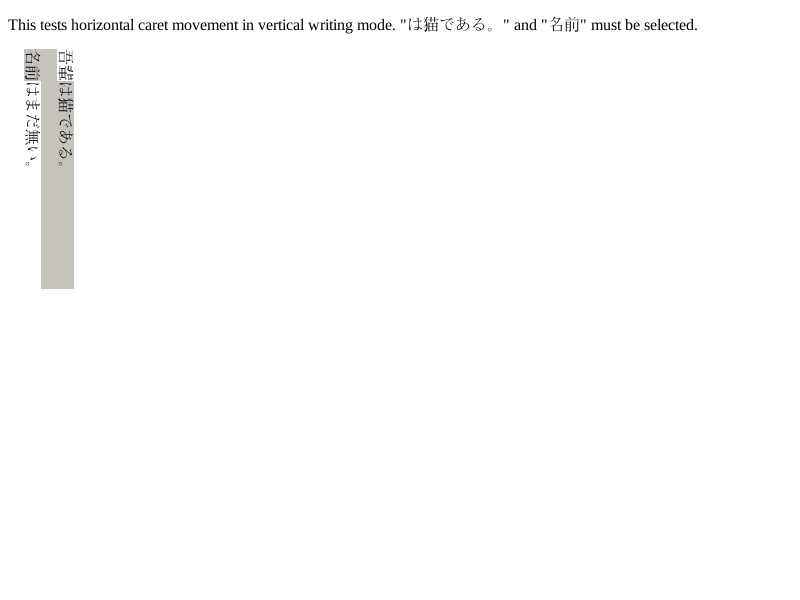 This tests horizontal caret movement in vertical writing mode. "は猫である。" and "名前" must be selected.
吾輩は猫である。
名前はまだ無い。